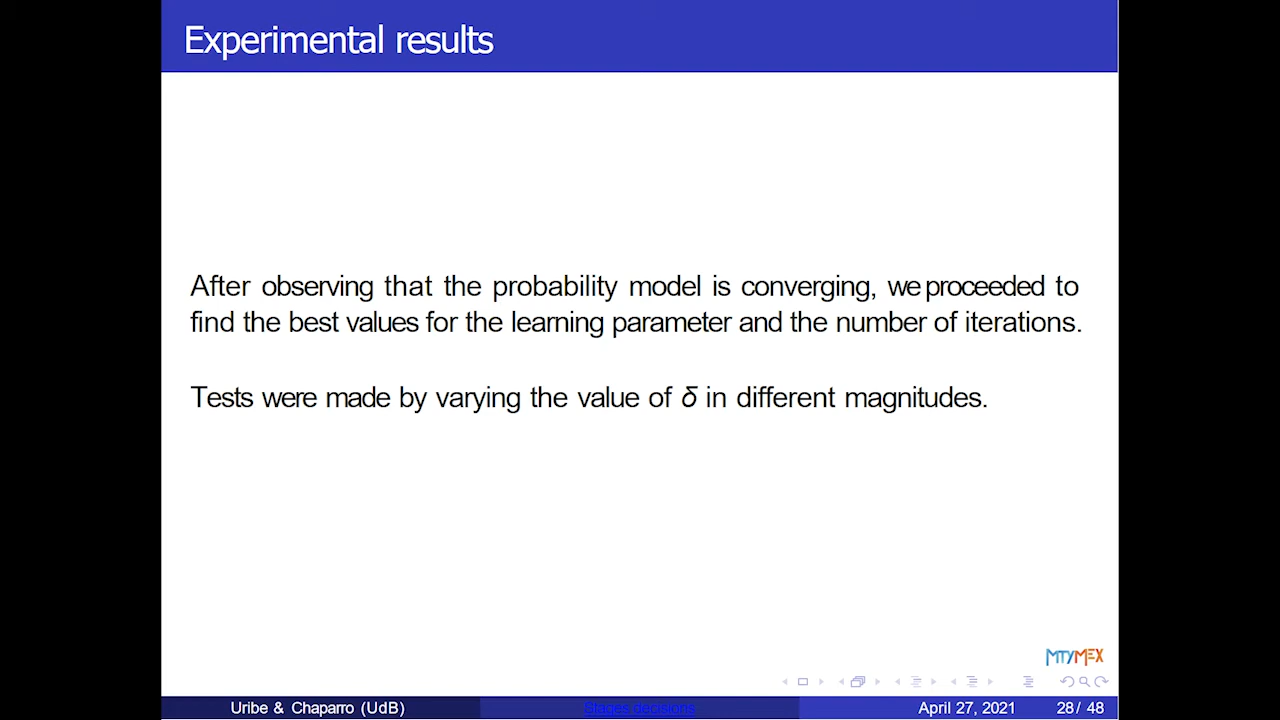 Experimental results
After observing that the probability model is converging, we proceeded to
find the best values for the learning parameter and the number of iterations.
Tests were made by varying the value of δ in different magnitudes.
MTYMEX
Uribe & Chaparro (UdB)
Stages decisions
April 27, 2021
28 / 48